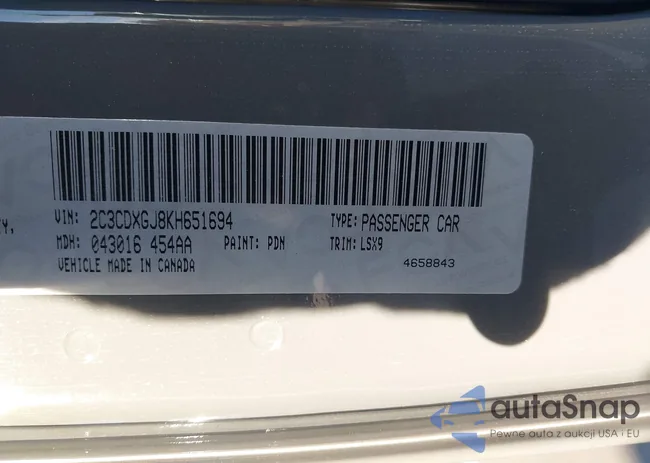 VIN: 2C3CDXGJ8KH651694 TYPE: PASSENGER CAR
MDH: 043016 454AA PAINT: PDN TRIM: LSX9
VEHICLE MADE IN CANADA 4658843
autoSnap
Pewne auta z aukcji USA i EU